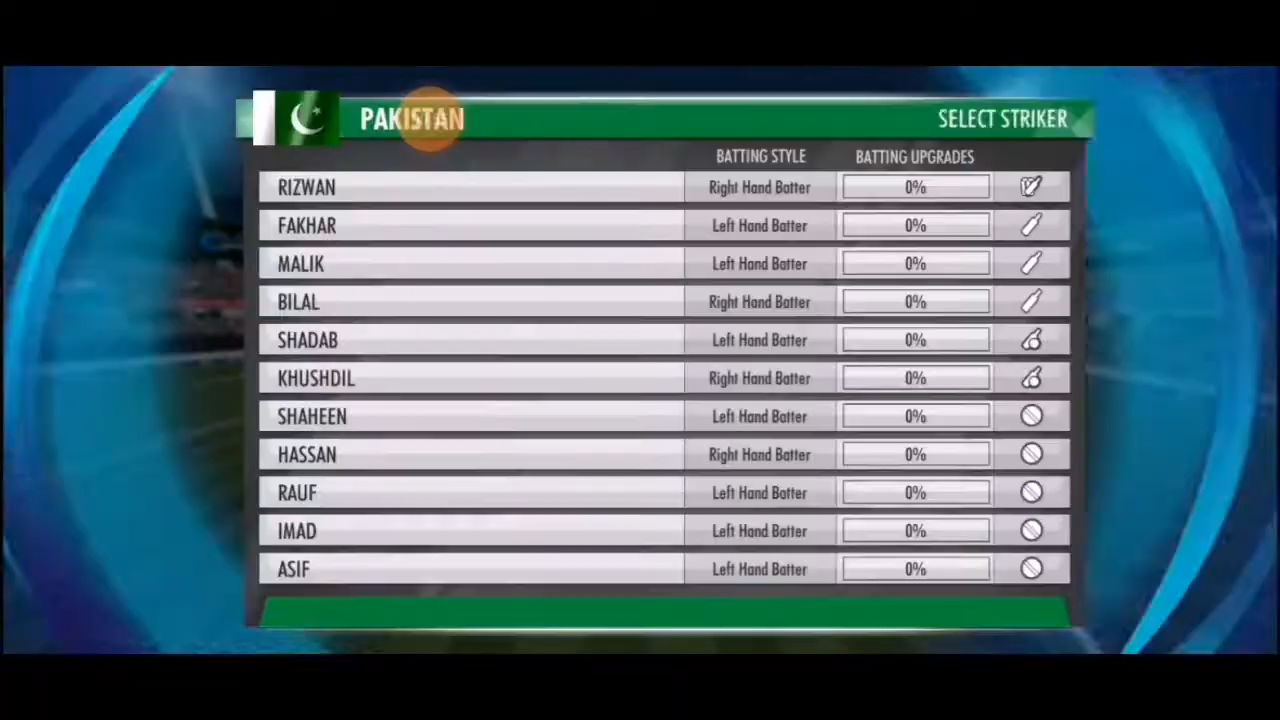 PAKISTAN SELECT STRIKER
BATTING STYLE BATTING UPGRADES
RIZWAN Right Hand Batter 0%
FAKHAR Left Hand Batter 0%
MALIK Left Hand Batter 0%
BILAL Right Hand Batter 0%
SHADAB Left Hand Batter 0%
KHUSHDIL Right Hand Batter 0%
SHAHEEN Left Hand Batter 0%
HASSAN Right Hand Batter 0%
RAUF Left Hand Batter 0%
IMAD Left Hand Batter 0%
ASIF Left Hand Batter 0%